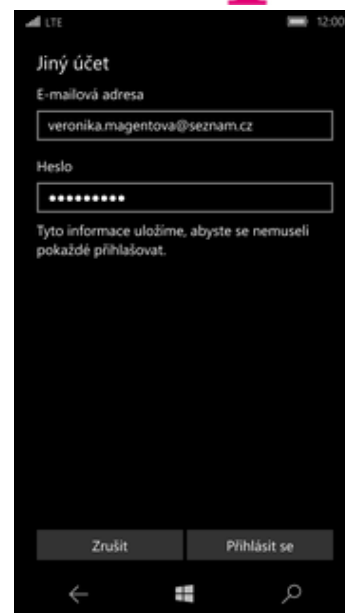 LTE 12:00
Jiný účet
E-mailová adresa
veronika.magentova@seznam.cz
Heslo
•••••••••
Tyto informace uložíme, abyste se nemuseli
pokaždé přihlašovat.
Zrušit Přihlásit se